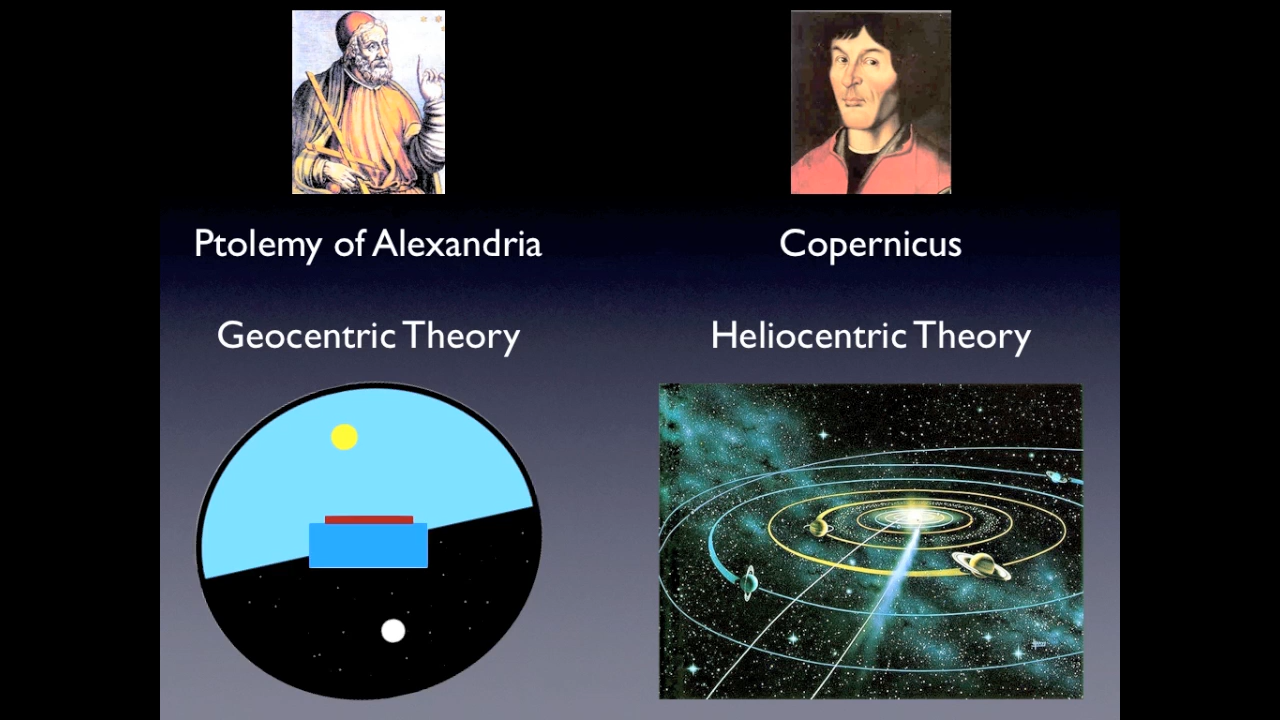 Ptolemy of Alexandria
Copernicus
Geocentric Theory
Heliocentric Theory